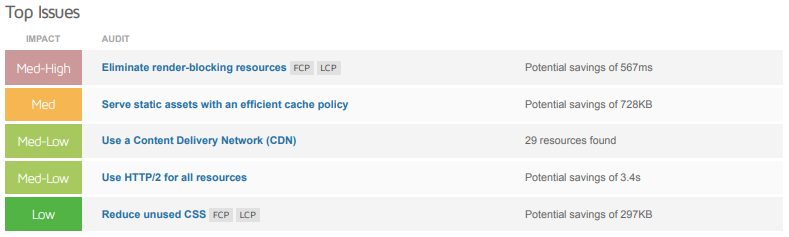 Top Issues
IMPACT AUDIT
Med-High Eliminate render-blocking resources FCP LCP Potential savings of 567ms
Med Serve static assets with an efficient cache policy Potential savings of 728KB
Med-Low Use a Content Delivery Network (CDN) 29 resources found
Med-Low Use HTTP/2 for all resources Potential savings of 3.4s
Low Reduce unused CSS FCP LCP Potential savings of 297KB